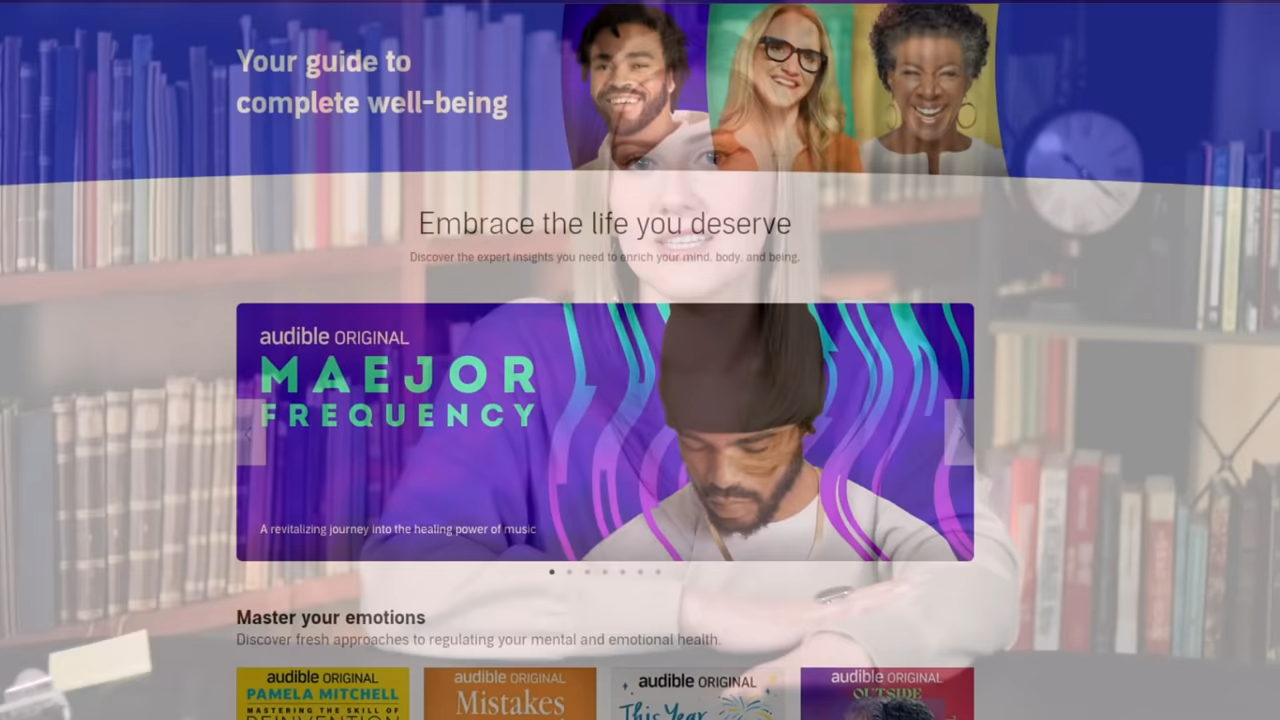 Your guide to
complete well-being
Embrace the life you deserve
Discover the expert insights you need to enrich your mind, body, and being.
audible ORIGINAL
MAEJOR
FREQUENCY
A revitalizing journey into the healing power of music
Master your emotions
Discover fresh approaches to regulating your mental and emotional health.
audible ORIGINAL
PAMELA MITCHELL
MASTERING THE SKILL OF
REINVENTION
audible ORIGINAL
Mistakes
audible ORIGINAL
This Year
audible ORIGINAL
OUTSIDE